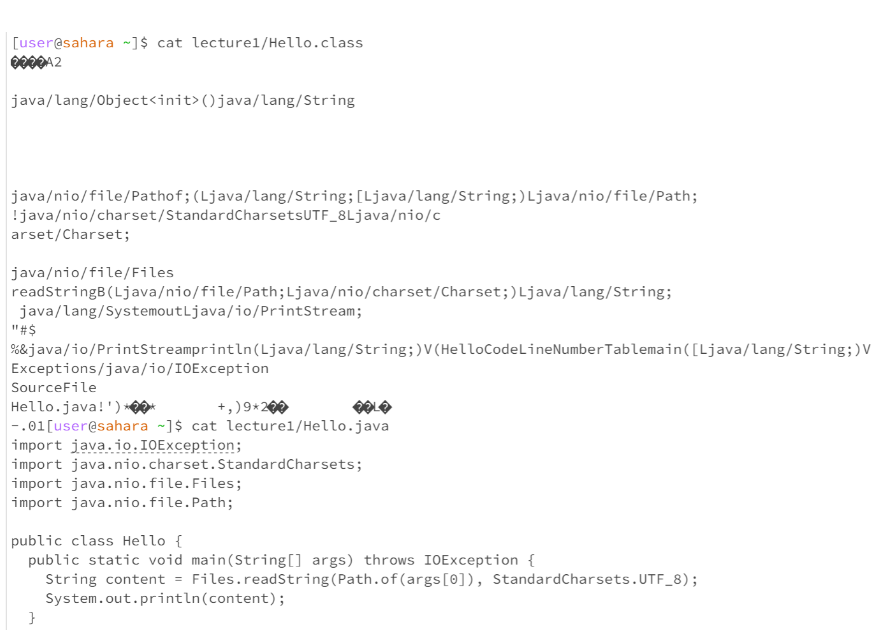 [user@sahara ~]$ cat lecture1/Hello.class
����A2
java/lang/Object<init>()java/lang/String
java/nio/file/Pathof;(Ljava/lang/String;[Ljava/lang/String;)Ljava/nio/file/Path;
!java/nio/charset/StandardCharsetsUTF_8Ljava/nio/c
arset/Charset;
java/nio/file/Files
readStringB(Ljava/nio/file/Path;Ljava/nio/charset/Charset;)Ljava/lang/String;
 java/lang/SystemoutLjava/io/PrintStream;
"#$
%&java/io/PrintStreamprintln(Ljava/lang/String;)V(HelloCodeLineNumberTablemain([Ljava/lang/String;)V
Exceptions/java/io/IOException
SourceFile
Hello.java!')*��*       +,)9*2��        ��L�
-.01[user@sahara ~]$ cat lecture1/Hello.java
import java.io.IOException;
import java.nio.charset.StandardCharsets;
import java.nio.file.Files;
import java.nio.file.Path;
public class Hello {
  public static void main(String[] args) throws IOException {
    String content = Files.readString(Path.of(args[0]), StandardCharsets.UTF_8);
    System.out.println(content);
  }